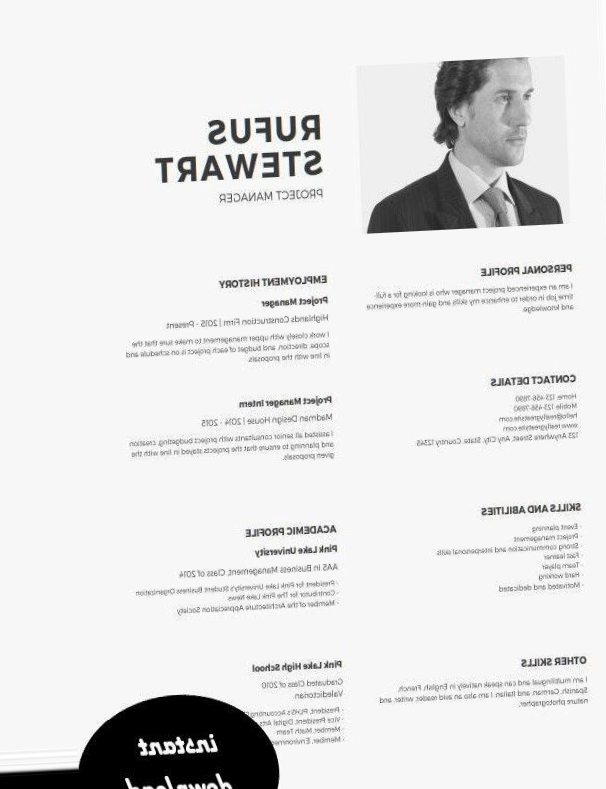 RUFUS
STEWART
PROJECT MANAGER
PERSONAL PROFILE
I am an experienced project manager who is looking for a full-
time job in order to enhance my skills and gain more experience
and knowledge
CONTACT DETAILS
Home: 123-456-7890
Mobile: 123-456-7890
hello@reallygreatsite.com
www.reallygreatsite.com
123 Anywhere Street, Any City, State, Country 12345
SKILLS AND ABILITIES
· Event planning
· Project management
· Strong communication and interpersonal skills
· Fast learner
· Team player
· Hard working
· Motivated and dedicated
OTHER SKILLS
I am multilingual and can speak natively in English, French,
Spanish, German, and Italian. I am also an avid reader, writer, and
nature photographer.
EMPLOYMENT HISTORY
Project Manager
Highlands Construction Firm | 2015 - Present
I work closely with upper management to make sure that the
scope, direction, and budget of each project is on schedule and
in line with the proposals.
Project Manager Intern
Madman Design House | 2014 - 2015
I assisted all senior consultants with project budgeting, creation
and planning to ensure that the projects stayed in line with the
given proposals.
ACADEMIC PROFILE
Pink Lake University
AAS in Business Management, Class of 2014
· President for Pink Lake University's Student Business Organization
· Contributor for The Pink Lake News
· Member of the Architecture Appreciation Society
Pink Lake High School
Graduated Class of 2010
Valedictorian
· President, PLHS's Accounting
· Vice President, Digital Arts
· Member, Math Team
· Member, Environmen
instant
download